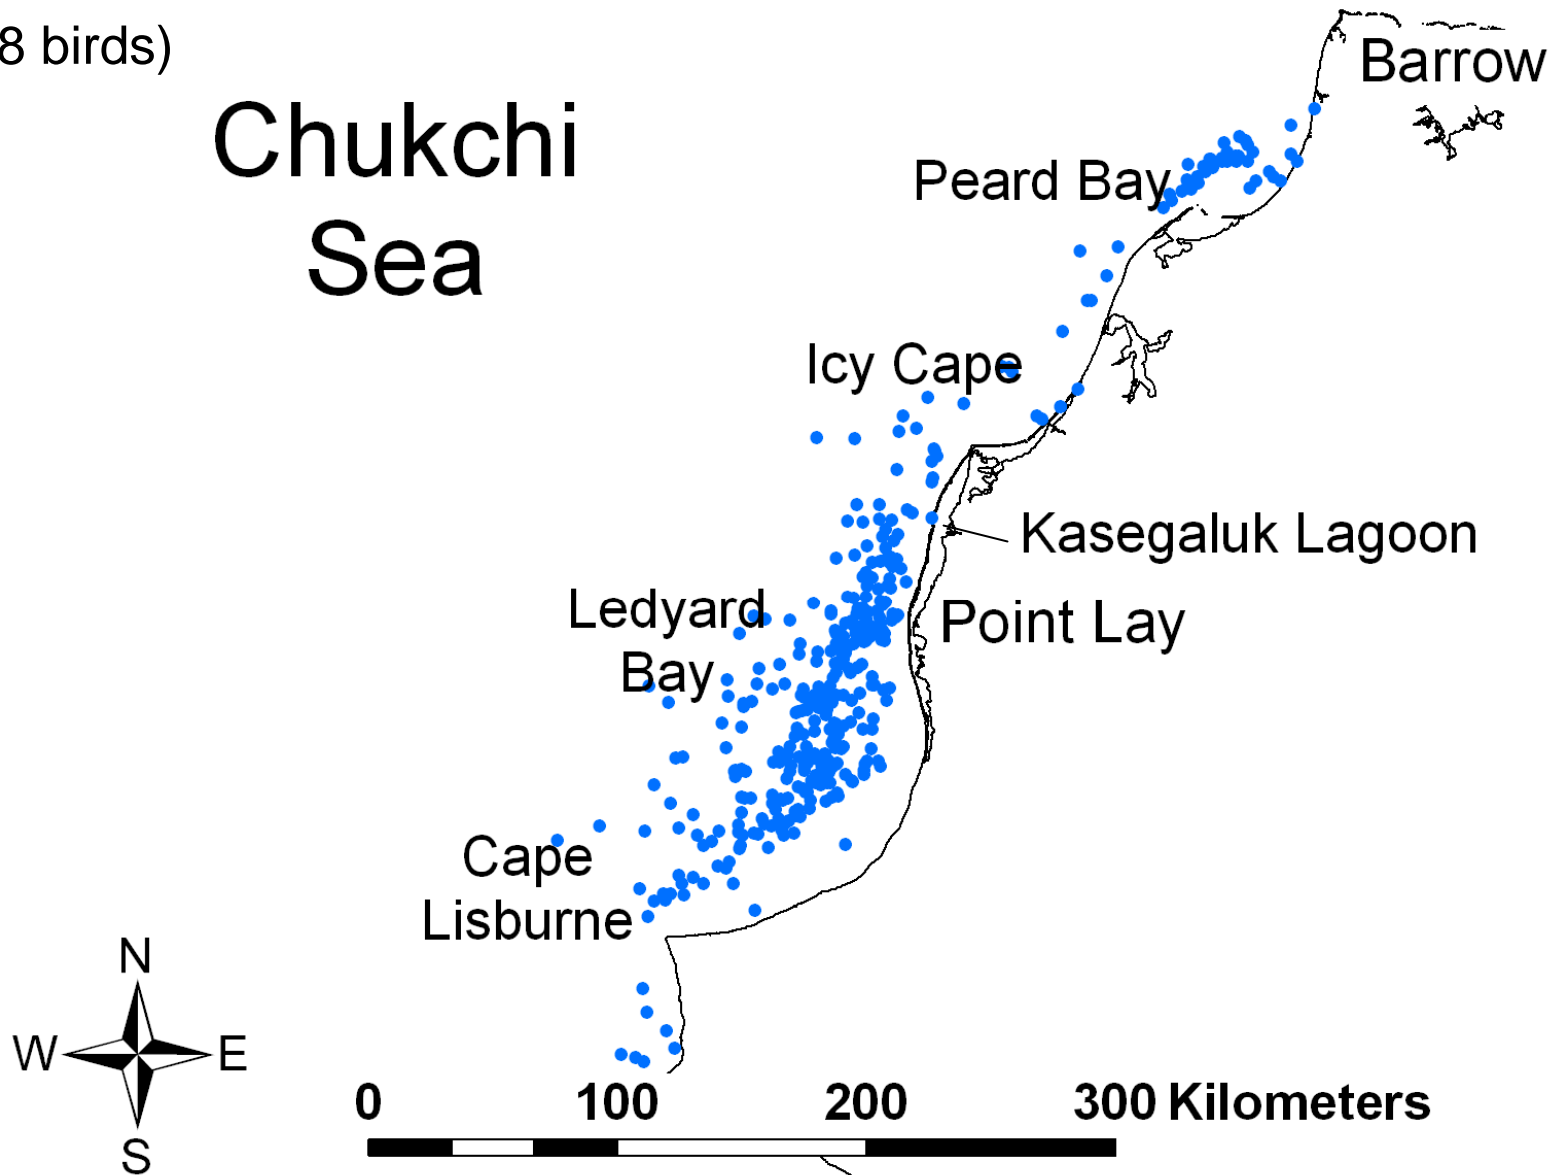 8 birds)
Chukchi
Sea
Barrow
Peard Bay
Icy Cape
Kasegaluk Lagoon
Ledyard
Bay
Point Lay
Cape
Lisburne
N
W E
S
0 100 200 300 Kilometers